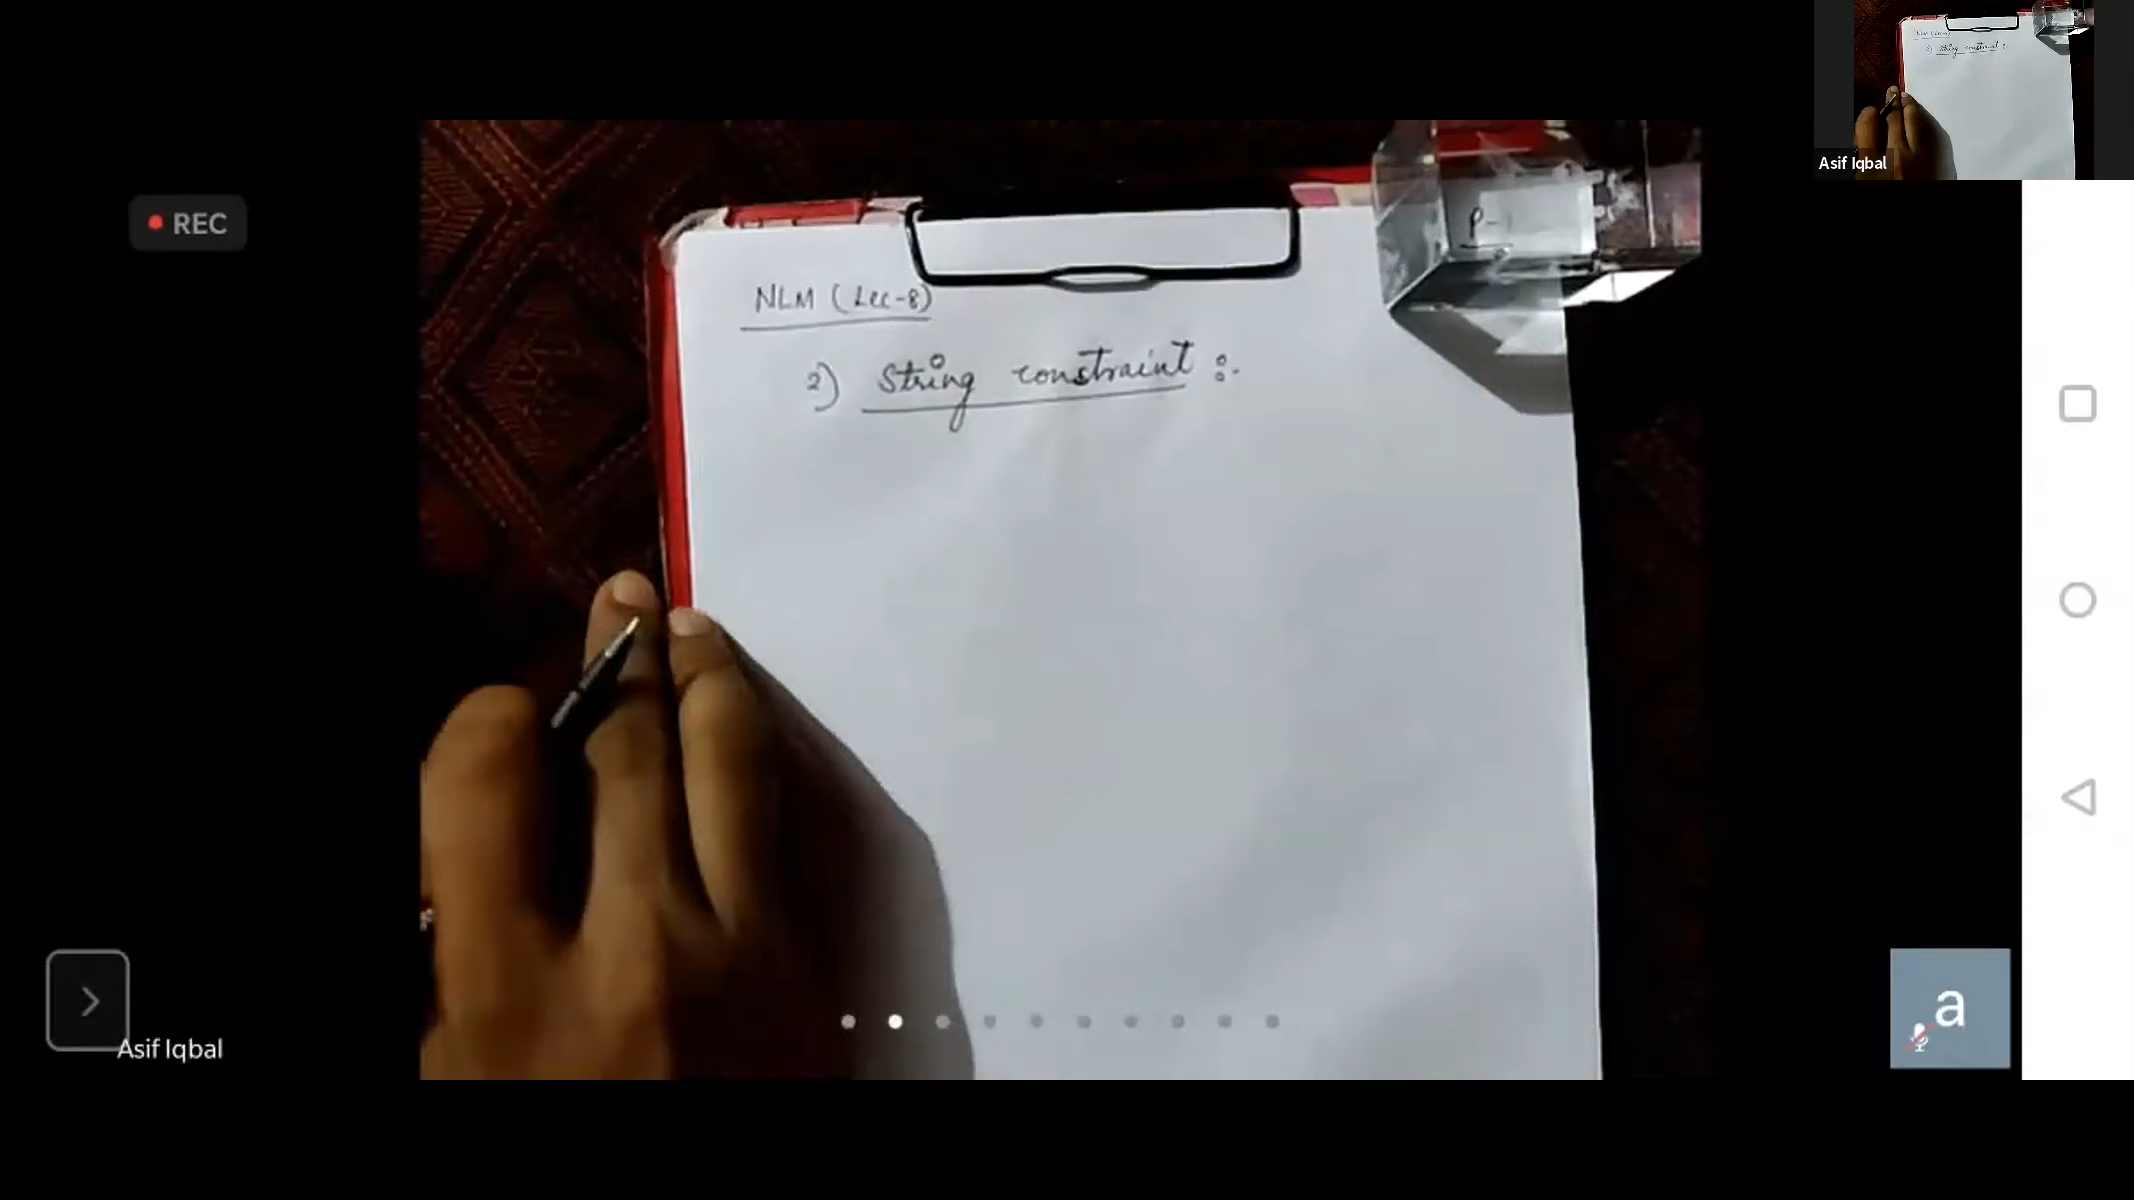 Asif Iqbal
REC
P-
NLM (Lec-8)
2) String constraint :-
a
Asif Iqbal